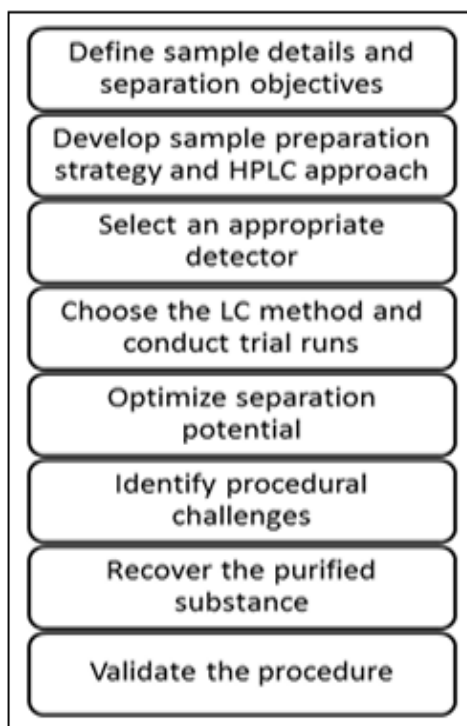 Define sample details and
separation objectives
Develop sample preparation
strategy and HPLC approach
Select an appropriate
detector
Choose the LC method and
conduct trial runs
Optimize separation
potential
Identify procedural
challenges
Recover the purified
substance
Validate the procedure